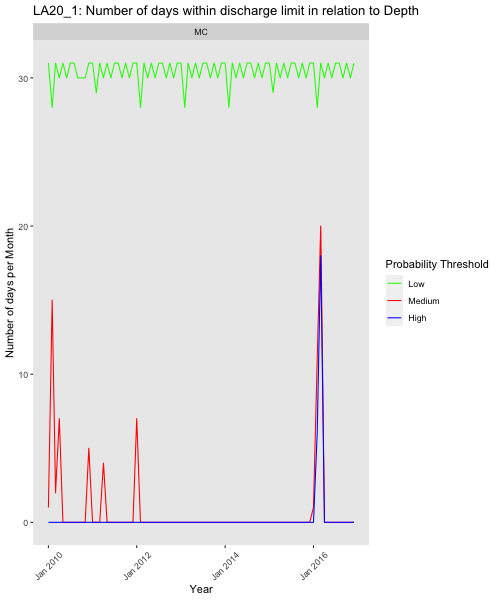 LA20_1: Number of days within discharge limit in relation to Depth
MC
Number of days per Month
30
20
10
0
Jan 2010
Jan 2012
Jan 2014
Jan 2016
Year
Probability Threshold
Low
Medium
High